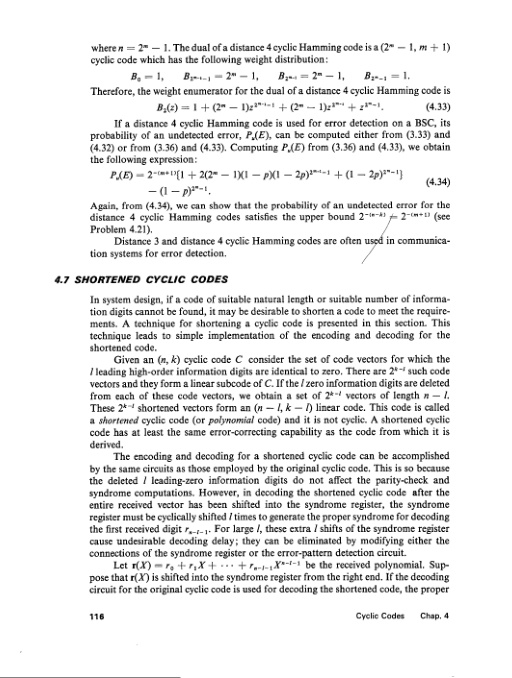 where n = 2^m − 1. The dual of a distance 4 cyclic Hamming code is a (2^m − 1, m + 1)
cyclic code which has the following weight distribution:
B_0 = 1, B_{2^{m-1}-1} = 2^m − 1, B_{2^{m-1}} = 2^m − 1, B_{2^m-1} = 1.
Therefore, the weight enumerator for the dual of a distance 4 cyclic Hamming code is
B_2(z) = 1 + (2^m − 1)z^{2^{m-1}-1} + (2^m − 1)z^{2^{m-1}} + z^{2^m-1}. (4.33)
If a distance 4 cyclic Hamming code is used for error detection on a BSC, its
probability of an undetected error, P_u(E), can be computed either from (3.33) and
(4.32) or from (3.36) and (4.33). Computing P_u(E) from (3.36) and (4.33), we obtain
the following expression:
P_u(E) = 2^{-(m+1)}{1 + 2(2^m − 1)(1 − p)(1 − 2p)^{2^{m-1}-1} + (1 − 2p)^{2^m-1}}
− (1 − p)^{2^m-1}. (4.34)
Again, from (4.34), we can show that the probability of an undetected error for the
distance 4 cyclic Hamming codes satisfies the upper bound 2^{-(n-k)} = 2^{-(m+1)} (see
Problem 4.21).
Distance 3 and distance 4 cyclic Hamming codes are often used in communica-
tion systems for error detection.
4.7 SHORTENED CYCLIC CODES
In system design, if a code of suitable natural length or suitable number of informa-
tion digits cannot be found, it may be desirable to shorten a code to meet the require-
ments. A technique for shortening a cyclic code is presented in this section. This
technique leads to simple implementation of the encoding and decoding for the
shortened code.
Given an (n, k) cyclic code C consider the set of code vectors for which the
l leading high-order information digits are identical to zero. There are 2^{k-l} such code
vectors and they form a linear subcode of C. If the l zero information digits are deleted
from each of these code vectors, we obtain a set of 2^{k-l} vectors of length n − l.
These 2^{k-l} shortened vectors form an (n − l, k − l) linear code. This code is called
a shortened cyclic code (or polynomial code) and it is not cyclic. A shortened cyclic
code has at least the same error-correcting capability as the code from which it is
derived.
The encoding and decoding for a shortened cyclic code can be accomplished
by the same circuits as those employed by the original cyclic code. This is so because
the deleted l leading-zero information digits do not affect the parity-check and
syndrome computations. However, in decoding the shortened cyclic code after the
entire received vector has been shifted into the syndrome register, the syndrome
register must be cyclically shifted l times to generate the proper syndrome for decoding
the first received digit r_{n-l-1}. For large l, these extra l shifts of the syndrome register
cause undesirable decoding delay; they can be eliminated by modifying either the
connections of the syndrome register or the error-pattern detection circuit.
Let r(X) = r_0 + r_1X + ··· + r_{n-l-1}X^{n-l-1} be the received polynomial. Sup-
pose that r(X) is shifted into the syndrome register from the right end. If the decoding
circuit for the original cyclic code is used for decoding the shortened code, the proper
116 Cyclic Codes Chap. 4